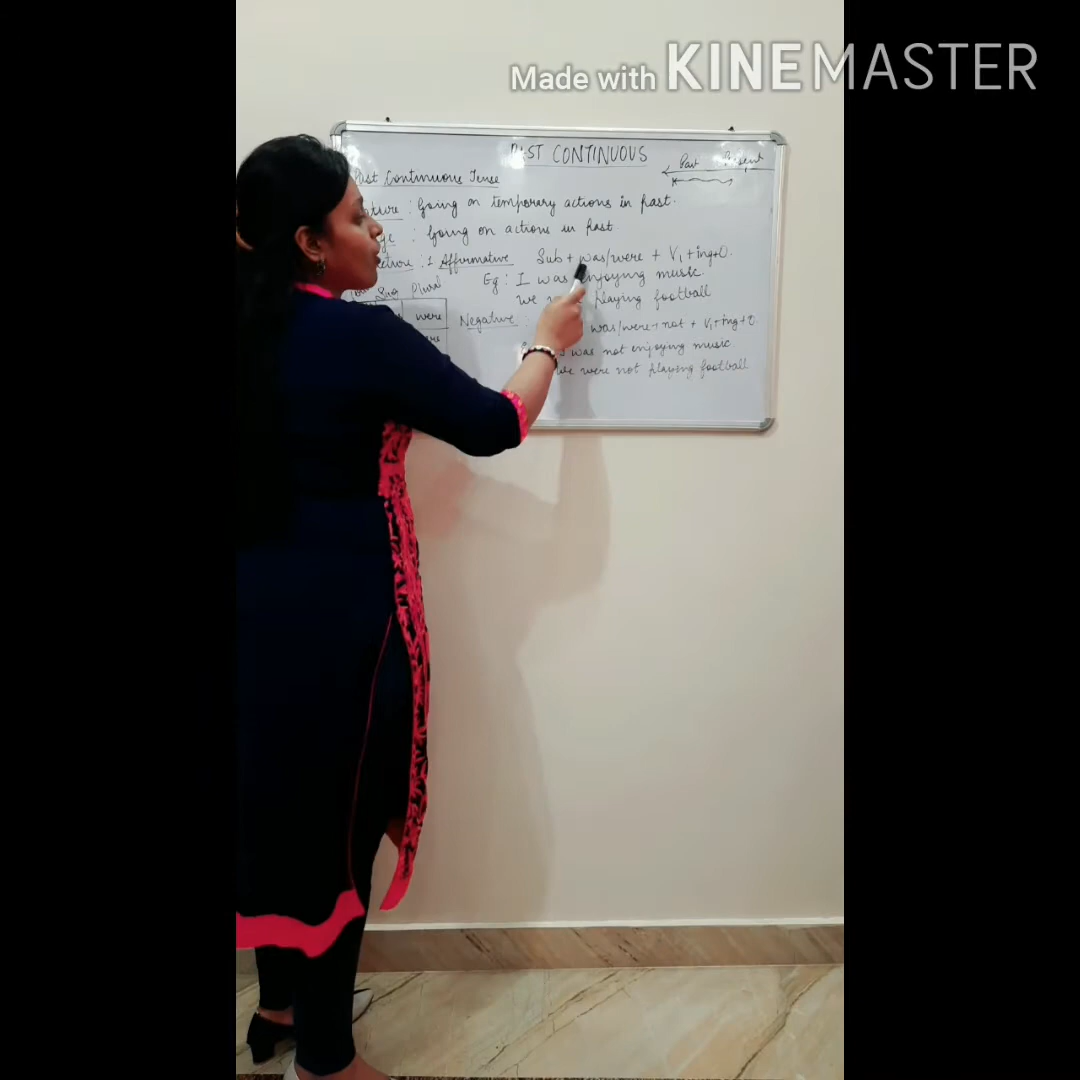 Made with KINEMASTER
PAST CONTINUOUS
Past Present
Past Continuous Tense
: Going on temporary actions in past.
: Going on actions in past.
: 1 Affirmative Sub + was/were + V1 + ing+O.
Eg: I was enjoying music.
We playing football
Sing Plural
were
Negative : was/were + not + V1+ing+O.
I was not enjoying music
We were not playing football